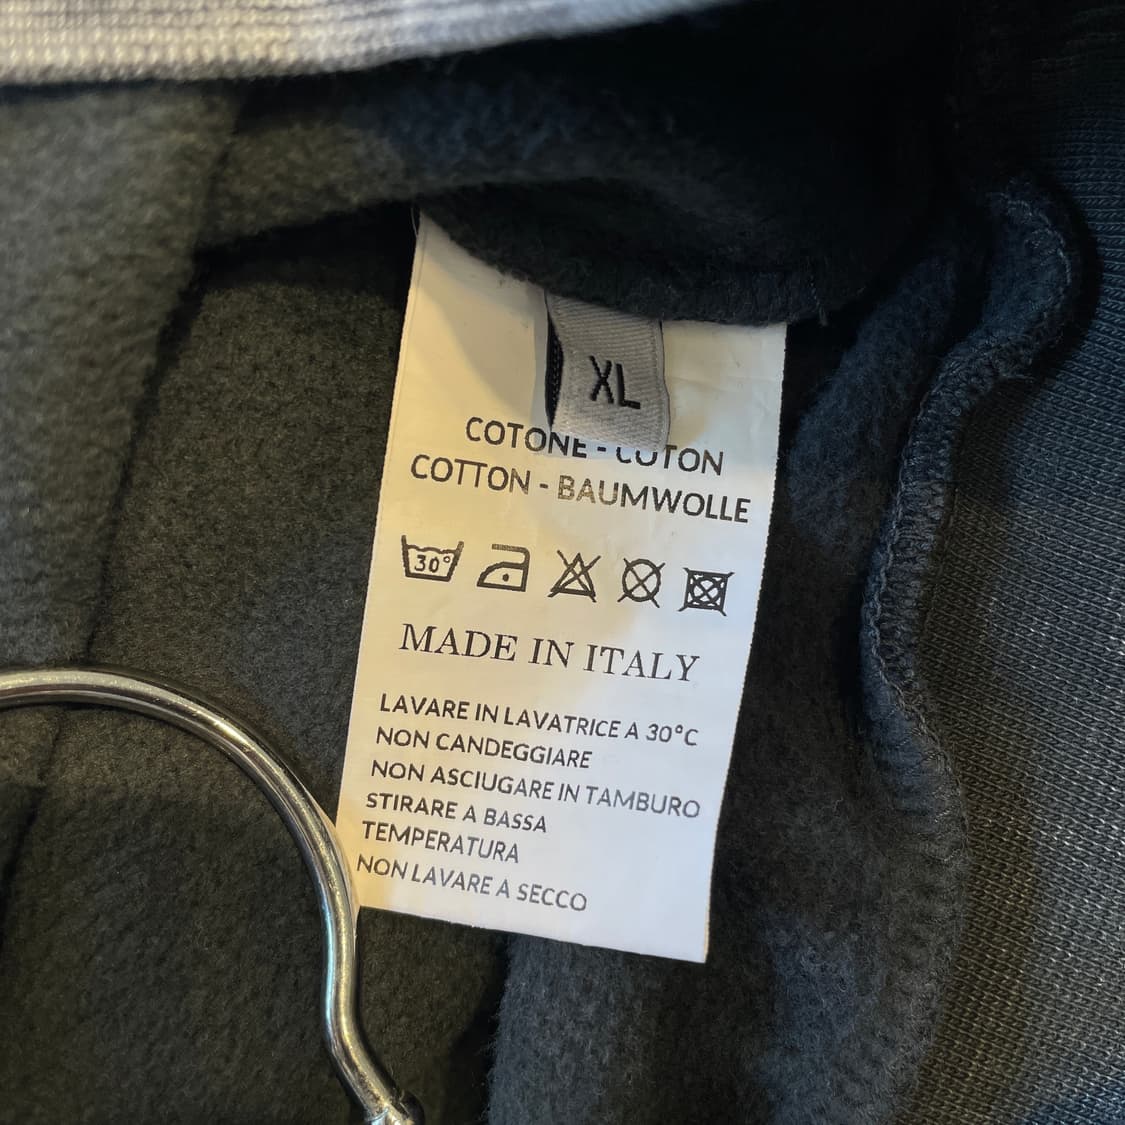 XL
COTONE - COTON
COTTON - BAUMWOLLE
30°
MADE IN ITALY
LAVARE IN LAVATRICE A 30°C
NON CANDEGGIARE
NON ASCIUGARE IN TAMBURO
STIRARE A BASSA
TEMPERATURA
NON LAVARE A SECCO